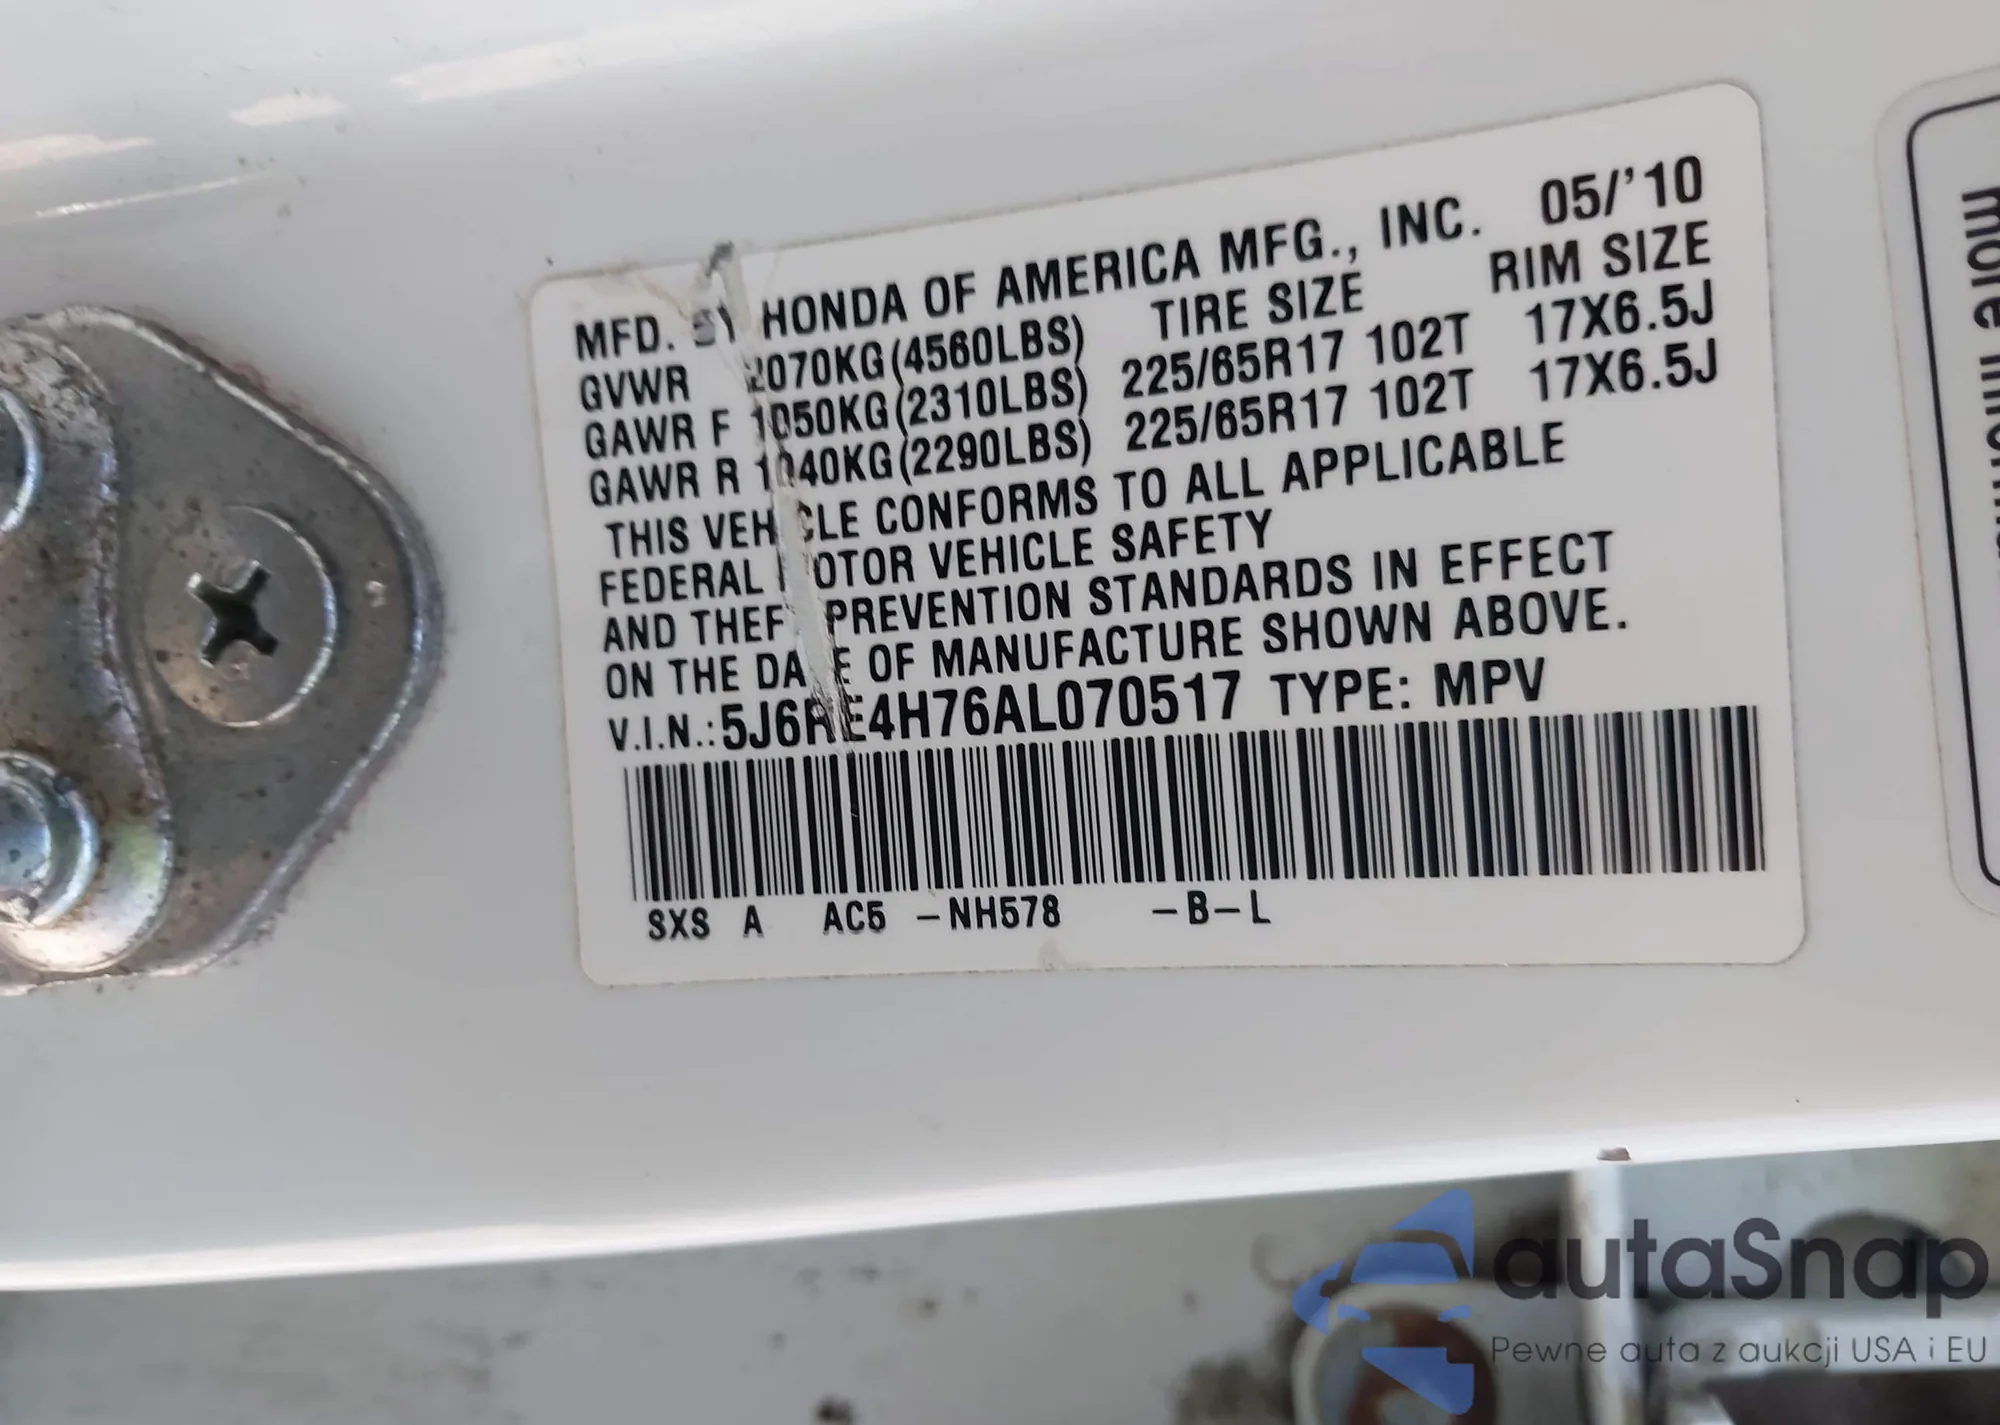 MFD. BY HONDA OF AMERICA MFG., INC. 05/'10
GVWR 2070KG(4560LBS) TIRE SIZE RIM SIZE
GAWR F 1050KG(2310LBS) 225/65R17 102T 17X6.5J
GAWR R 1040KG(2290LBS) 225/65R17 102T 17X6.5J
THIS VEHICLE CONFORMS TO ALL APPLICABLE
FEDERAL MOTOR VEHICLE SAFETY
AND THEFT PREVENTION STANDARDS IN EFFECT
ON THE DATE OF MANUFACTURE SHOWN ABOVE.
V.I.N.: 5J6RE4H76AL070517 TYPE: MPV
SXS A AC5 -NH578 -B-L
more
autaSnap
Pewne auta z aukcji USA i EU